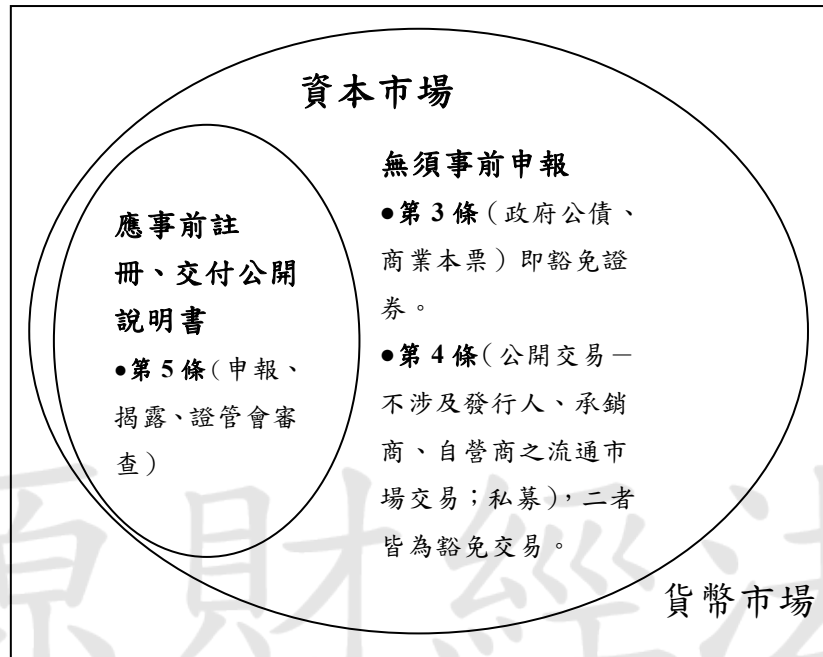 資本市場
應事前註
冊、交付公開
說明書
●第 5 條（申報、
揭露、證管會審
查）
無須事前申報
●第 3 條（政府公債、
商業本票）即豁免證
券。
●第 4 條（公開交易－
不涉及發行人、承銷
商、自營商之流通市
場交易；私募），二者
皆為豁免交易。
貨幣市場
原財經法